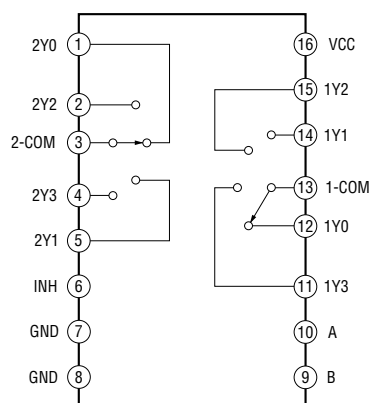 2Y0 1
2Y2 2
2-COM 3
2Y3 4
2Y1 5
INH 6
GND 7
GND 8
16 VCC
15 1Y2
14 1Y1
13 1-COM
12 1Y0
11 1Y3
10 A
9 B